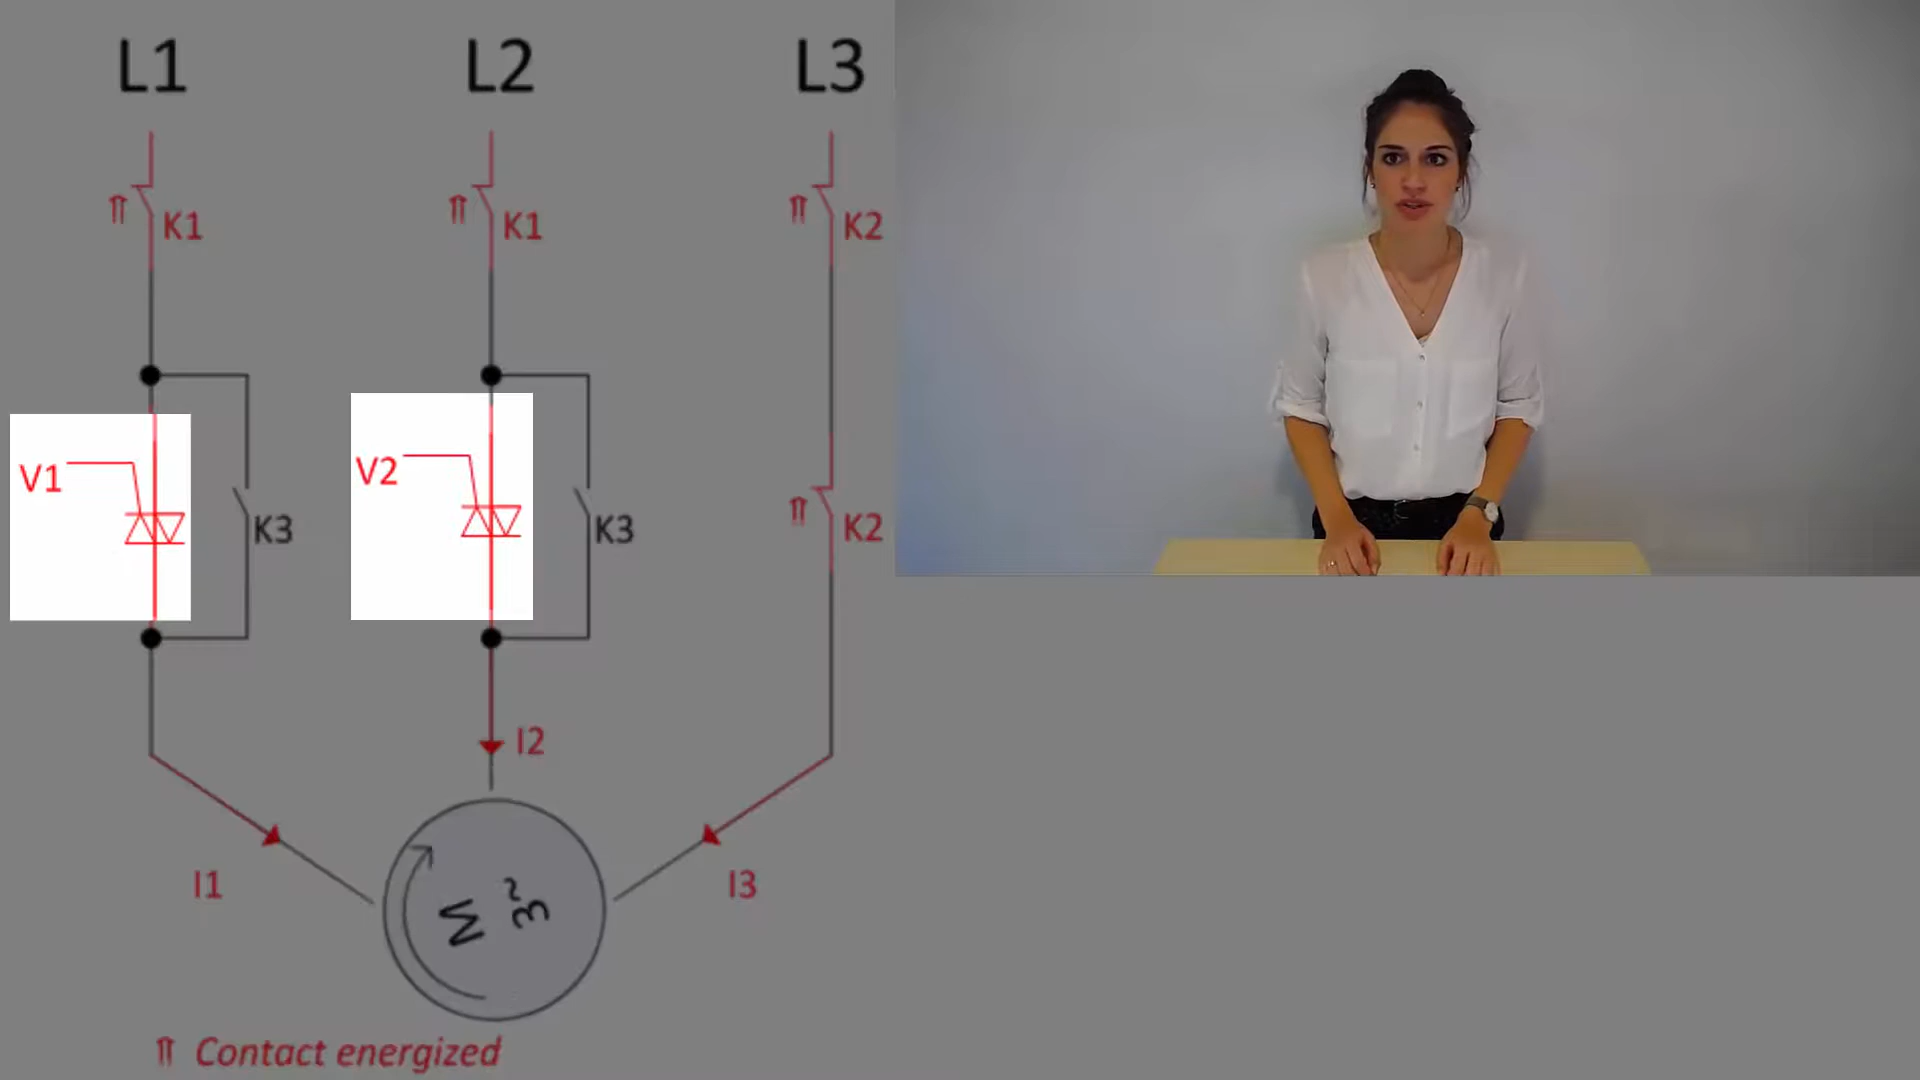 L1 L2 L3
⇈ K1 ⇈ K1 ⇈ K2
V1 V2
K3 K3 ⇈ K2
I2
I1 I3
M 3~
⇈ Contact energized